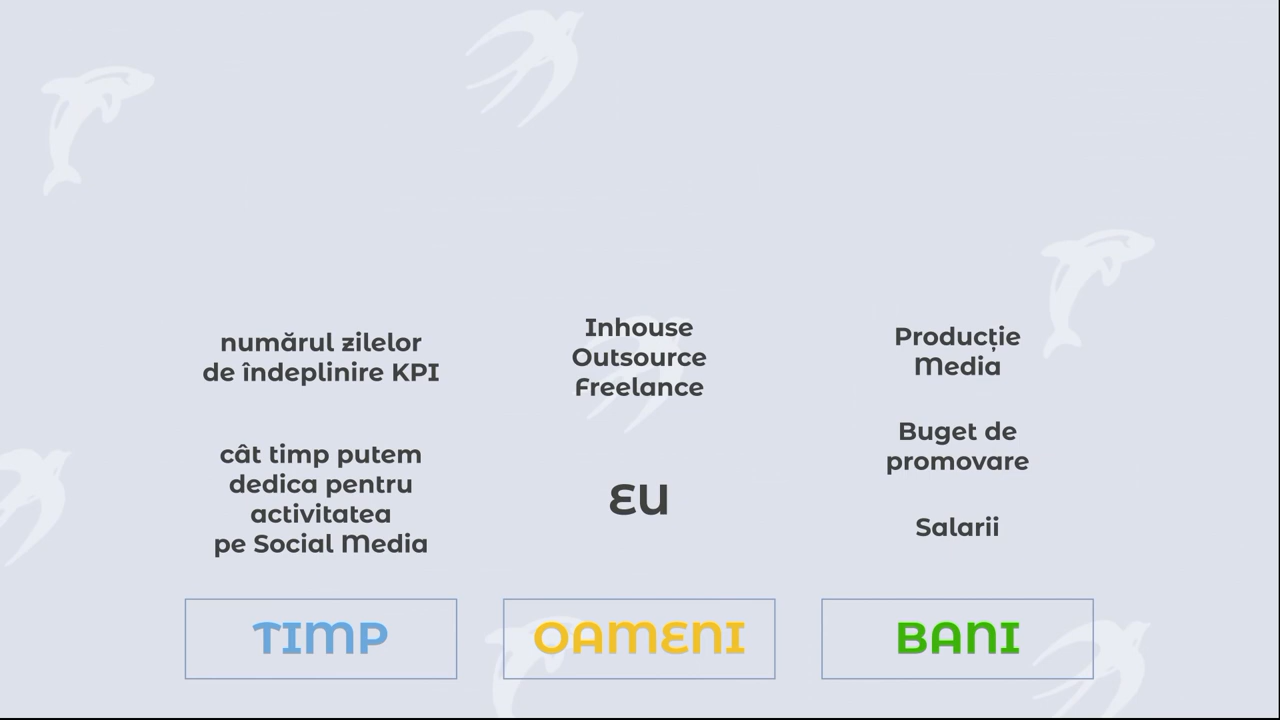 numărul zilelor
de îndeplinire KPI
cât timp putem
dedica pentru
activitatea
pe Social Media
TIMP
Inhouse
Outsource
Freelance
EU
OAMENI
Producție
Media
Buget de
promovare
Salarii
BANI